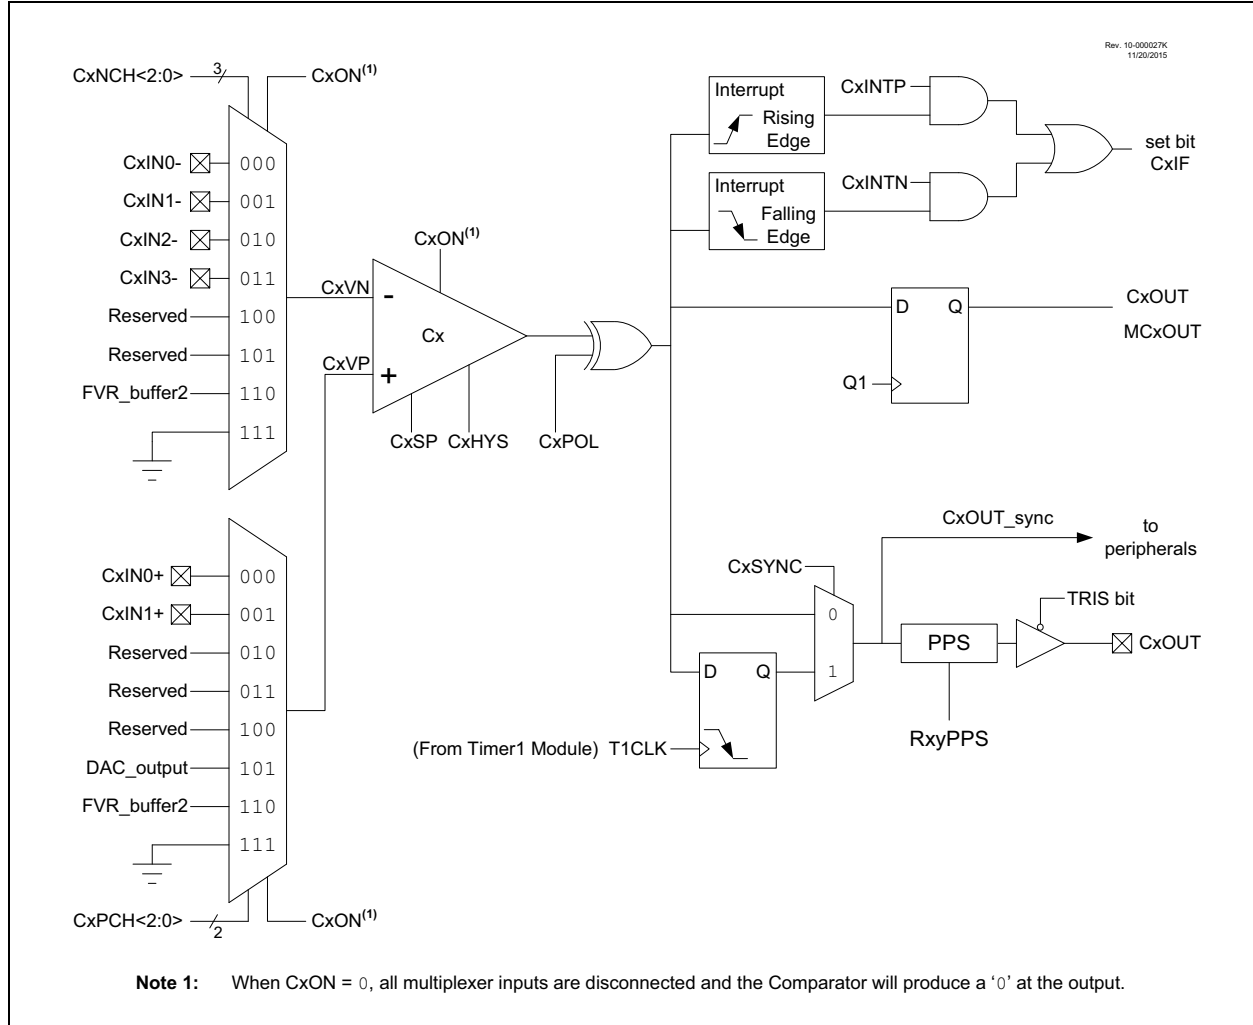 Rev. 10-000027K
11/20/2015
CxNCH<2:0>
3
CxON(1)
CxIN0-
000
CxIN1-
001
CxIN2-
010
CxIN3-
011
Reserved
100
Reserved
101
FVR_buffer2
110
111
CxVN
-
CxON(1)
Cx
CxVP
+
CxSP
CxHYS
CxPOL
Interrupt
Rising
Edge
CxINTP
Interrupt
Falling
Edge
CxINTN
set bit
CxIF
D
Q
Q1
CxOUT
MCxOUT
CxIN0+
000
CxIN1+
001
Reserved
010
Reserved
011
Reserved
100
DAC_output
101
FVR_buffer2
110
111
CxPCH<2:0>
2
CxON(1)
CxOUT_sync
to
peripherals
CxSYNC
0
1
TRIS bit
PPS
CxOUT
RxyPPS
D
Q
(From Timer1 Module) T1CLK
Note 1: When CxON = 0, all multiplexer inputs are disconnected and the Comparator will produce a ‘0’ at the output.